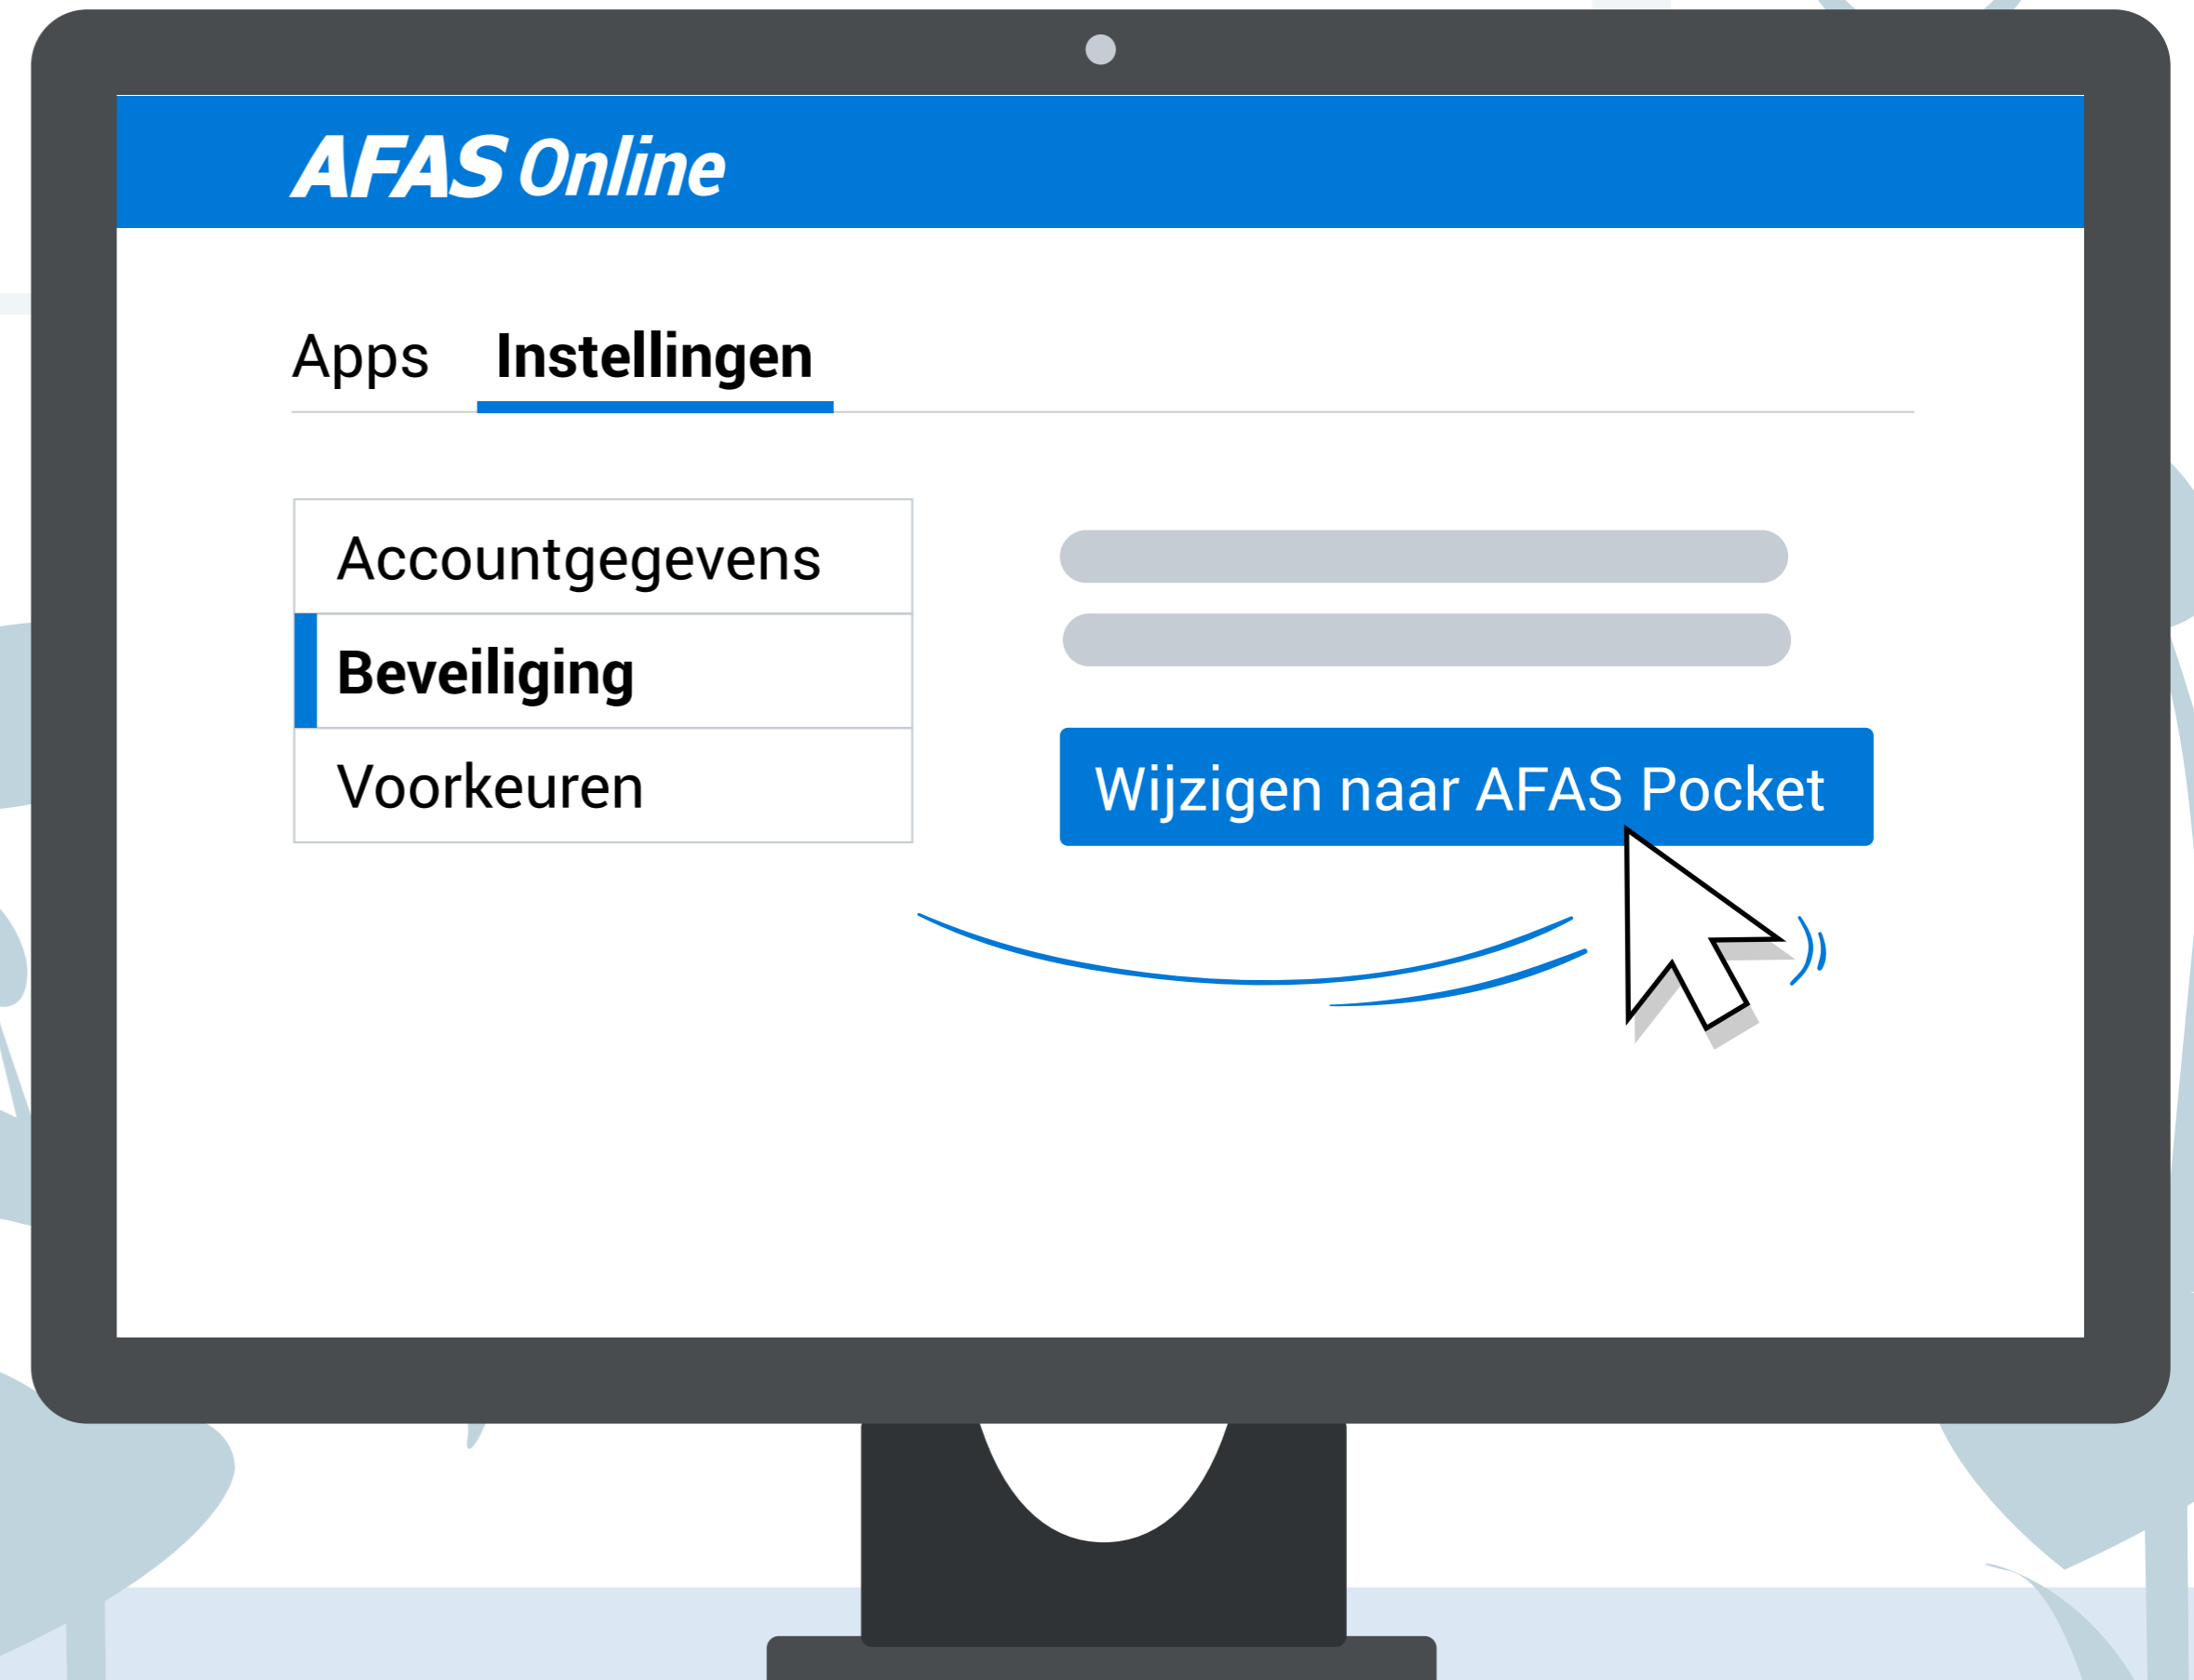 AFAS Online
Apps Instellingen
Accountgegevens
Beveiliging
Voorkeuren
Wijzigen naar AFAS Pocket